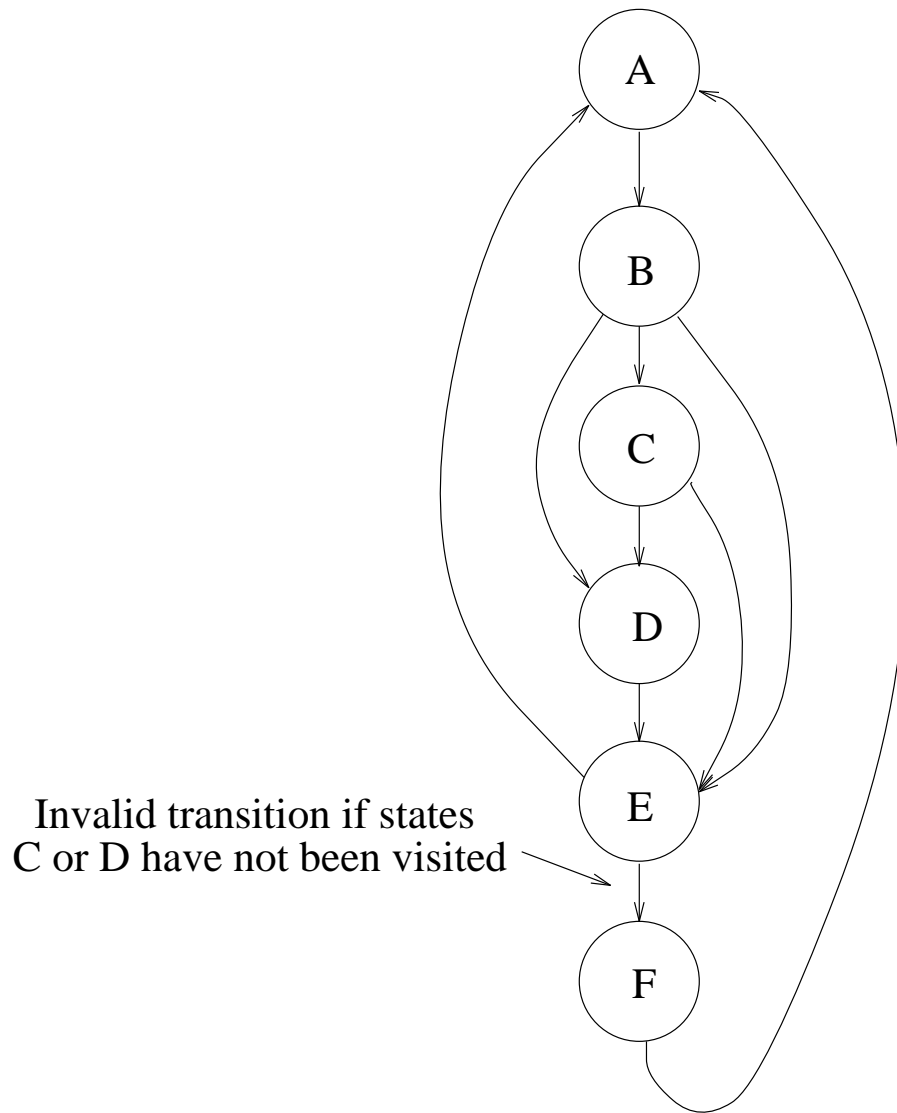 A
B
C
D
E
Invalid transition if states
C or D have not been visited
F